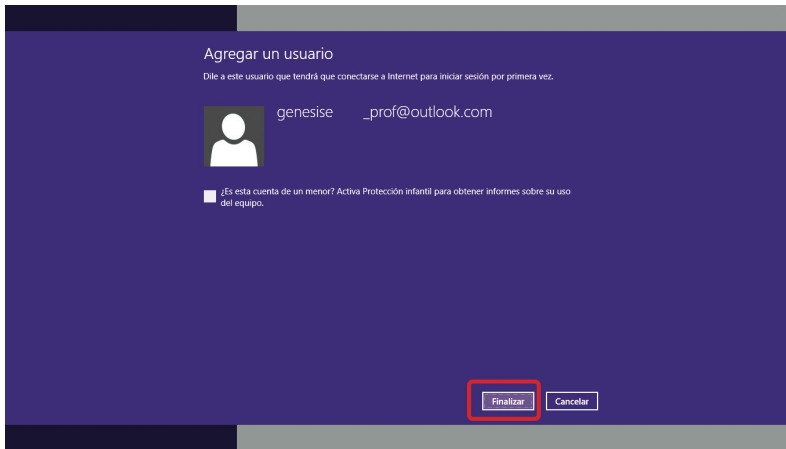 Agregar un usuario
Dile a este usuario que tendrá que conectarse a Internet para iniciar sesión por primera vez.
genesise _prof@outlook.com
¿Es esta cuenta de un menor? Activa Protección infantil para obtener informes sobre su uso
del equipo.
Finalizar Cancelar